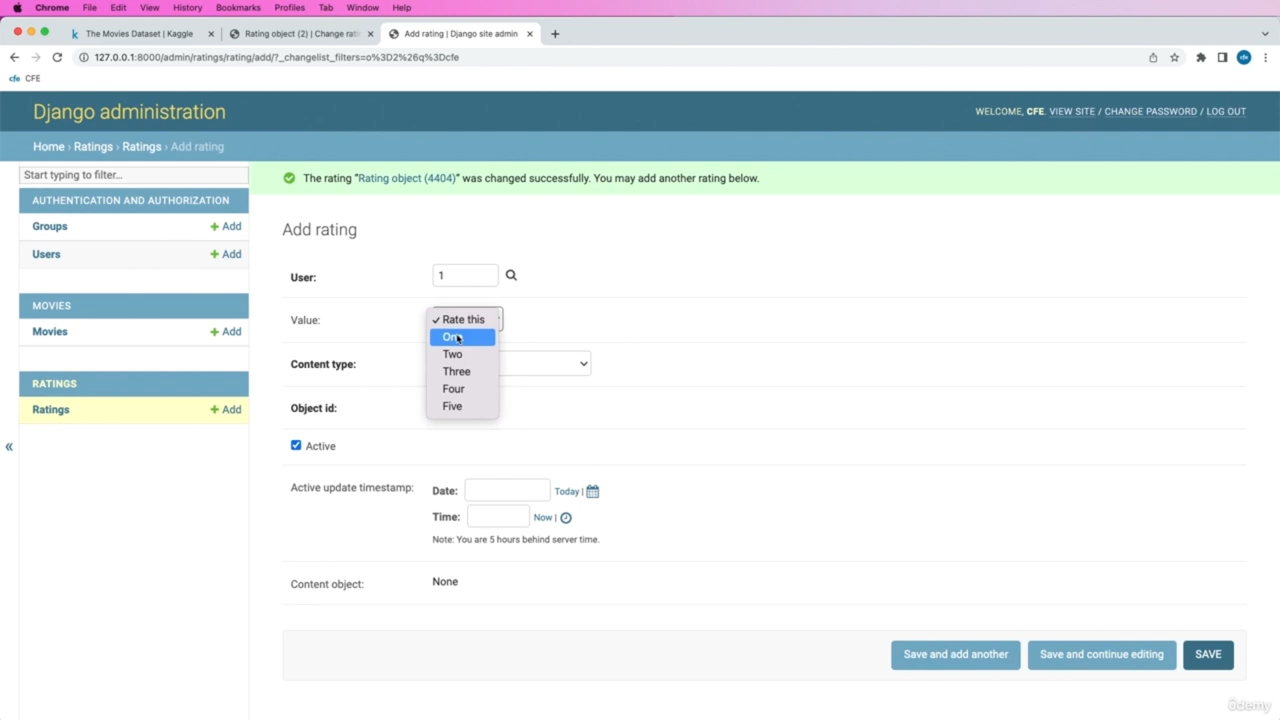 Chrome File Edit View History Bookmarks Profiles Tab Window Help
The Movies Dataset | Kaggle Rating object (2) | Change rati Add rating | Django site admin
127.0.0.1:8000/admin/ratings/rating/add/?_changelist_filters=o%3D2%26q%3Dcfe
cfe CFE
Django administration
WELCOME, CFE. VIEW SITE / CHANGE PASSWORD / LOG OUT
Home › Ratings › Ratings › Add rating
Start typing to filter...
AUTHENTICATION AND AUTHORIZATION
Groups + Add
Users + Add
MOVIES
Movies + Add
RATINGS
Ratings + Add
«
The rating “Rating object (4404)” was changed successfully. You may add another rating below.
Add rating
User: 1
Value:
✓ Rate this
One
Two
Three
Four
Five
Content type:
Object id:
Active
Active update timestamp:
Date: Today |
Time: Now |
Note: You are 5 hours behind server time.
Content object: None
Save and add another Save and continue editing SAVE
ûdemy